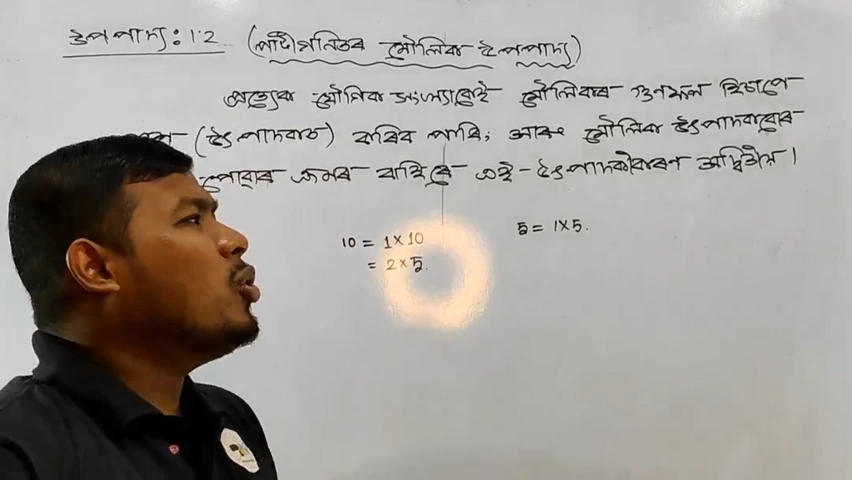 উপপাদ্য : 1.2 (পাটীগণিতৰ মৌলিক উপপাদ্য)
প্ৰত্যেক যৌগিক সংখ্যাকেই মৌলিকৰ গুণফল হিচাপে
(উৎপাদকত) কৰিব পাৰি, আৰু মৌলিক উৎপাদকবোৰ
পোৱাৰ ক্ৰমৰ বাহিৰে এই উৎপাদকীকৰণ অদ্বিতীয়।
10 = 1 × 10
= 2 × 5.
5 = 1 × 5.